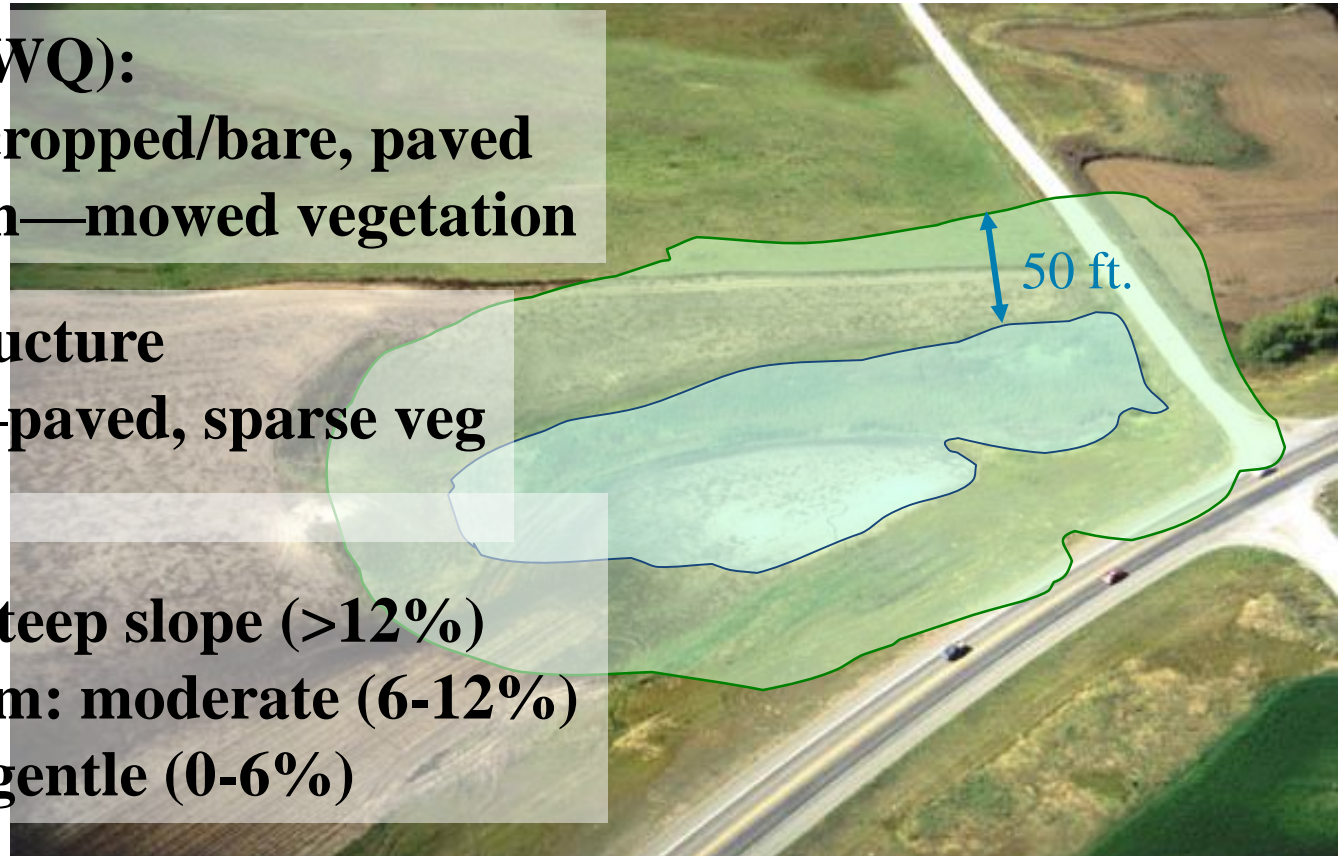 WQ):
cropped/bare, paved
—mowed vegetation
50 ft.
ucture
–paved, sparse veg
teep slope (>12%)
m: moderate (6-12%)
gentle (0-6%)